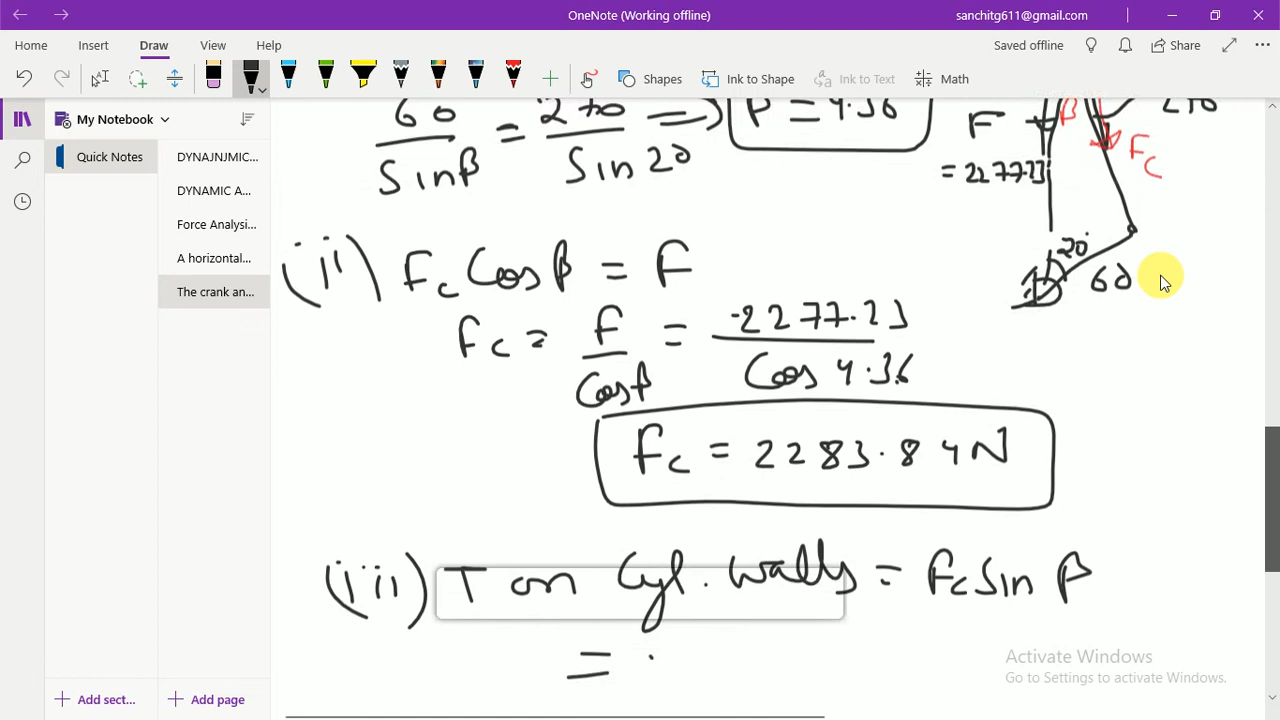 OneNote (Working offline)
sanchitg611@gmail.com
Home Insert Draw View Help
Saved offline Share
Shapes Ink to Shape Ink to Text Math
My Notebook
Quick Notes
DYNAJNJMIC...
DYNAMIC A...
Force Analysi...
A horizontal...
The crank an...
Add sect...
Add page
60 / Sin β = 270 / Sin 20 => β = 4.36
F = 2277.23
β
FC
270
20°
60
(ii) Fc Cos β = F
fc = f / Cos β = 2277.23 / Cos 4.36
fc = 2283.84 N
(iii) T on Cyl. walls = fc Sin β
=
Activate Windows
Go to Settings to activate Windows.